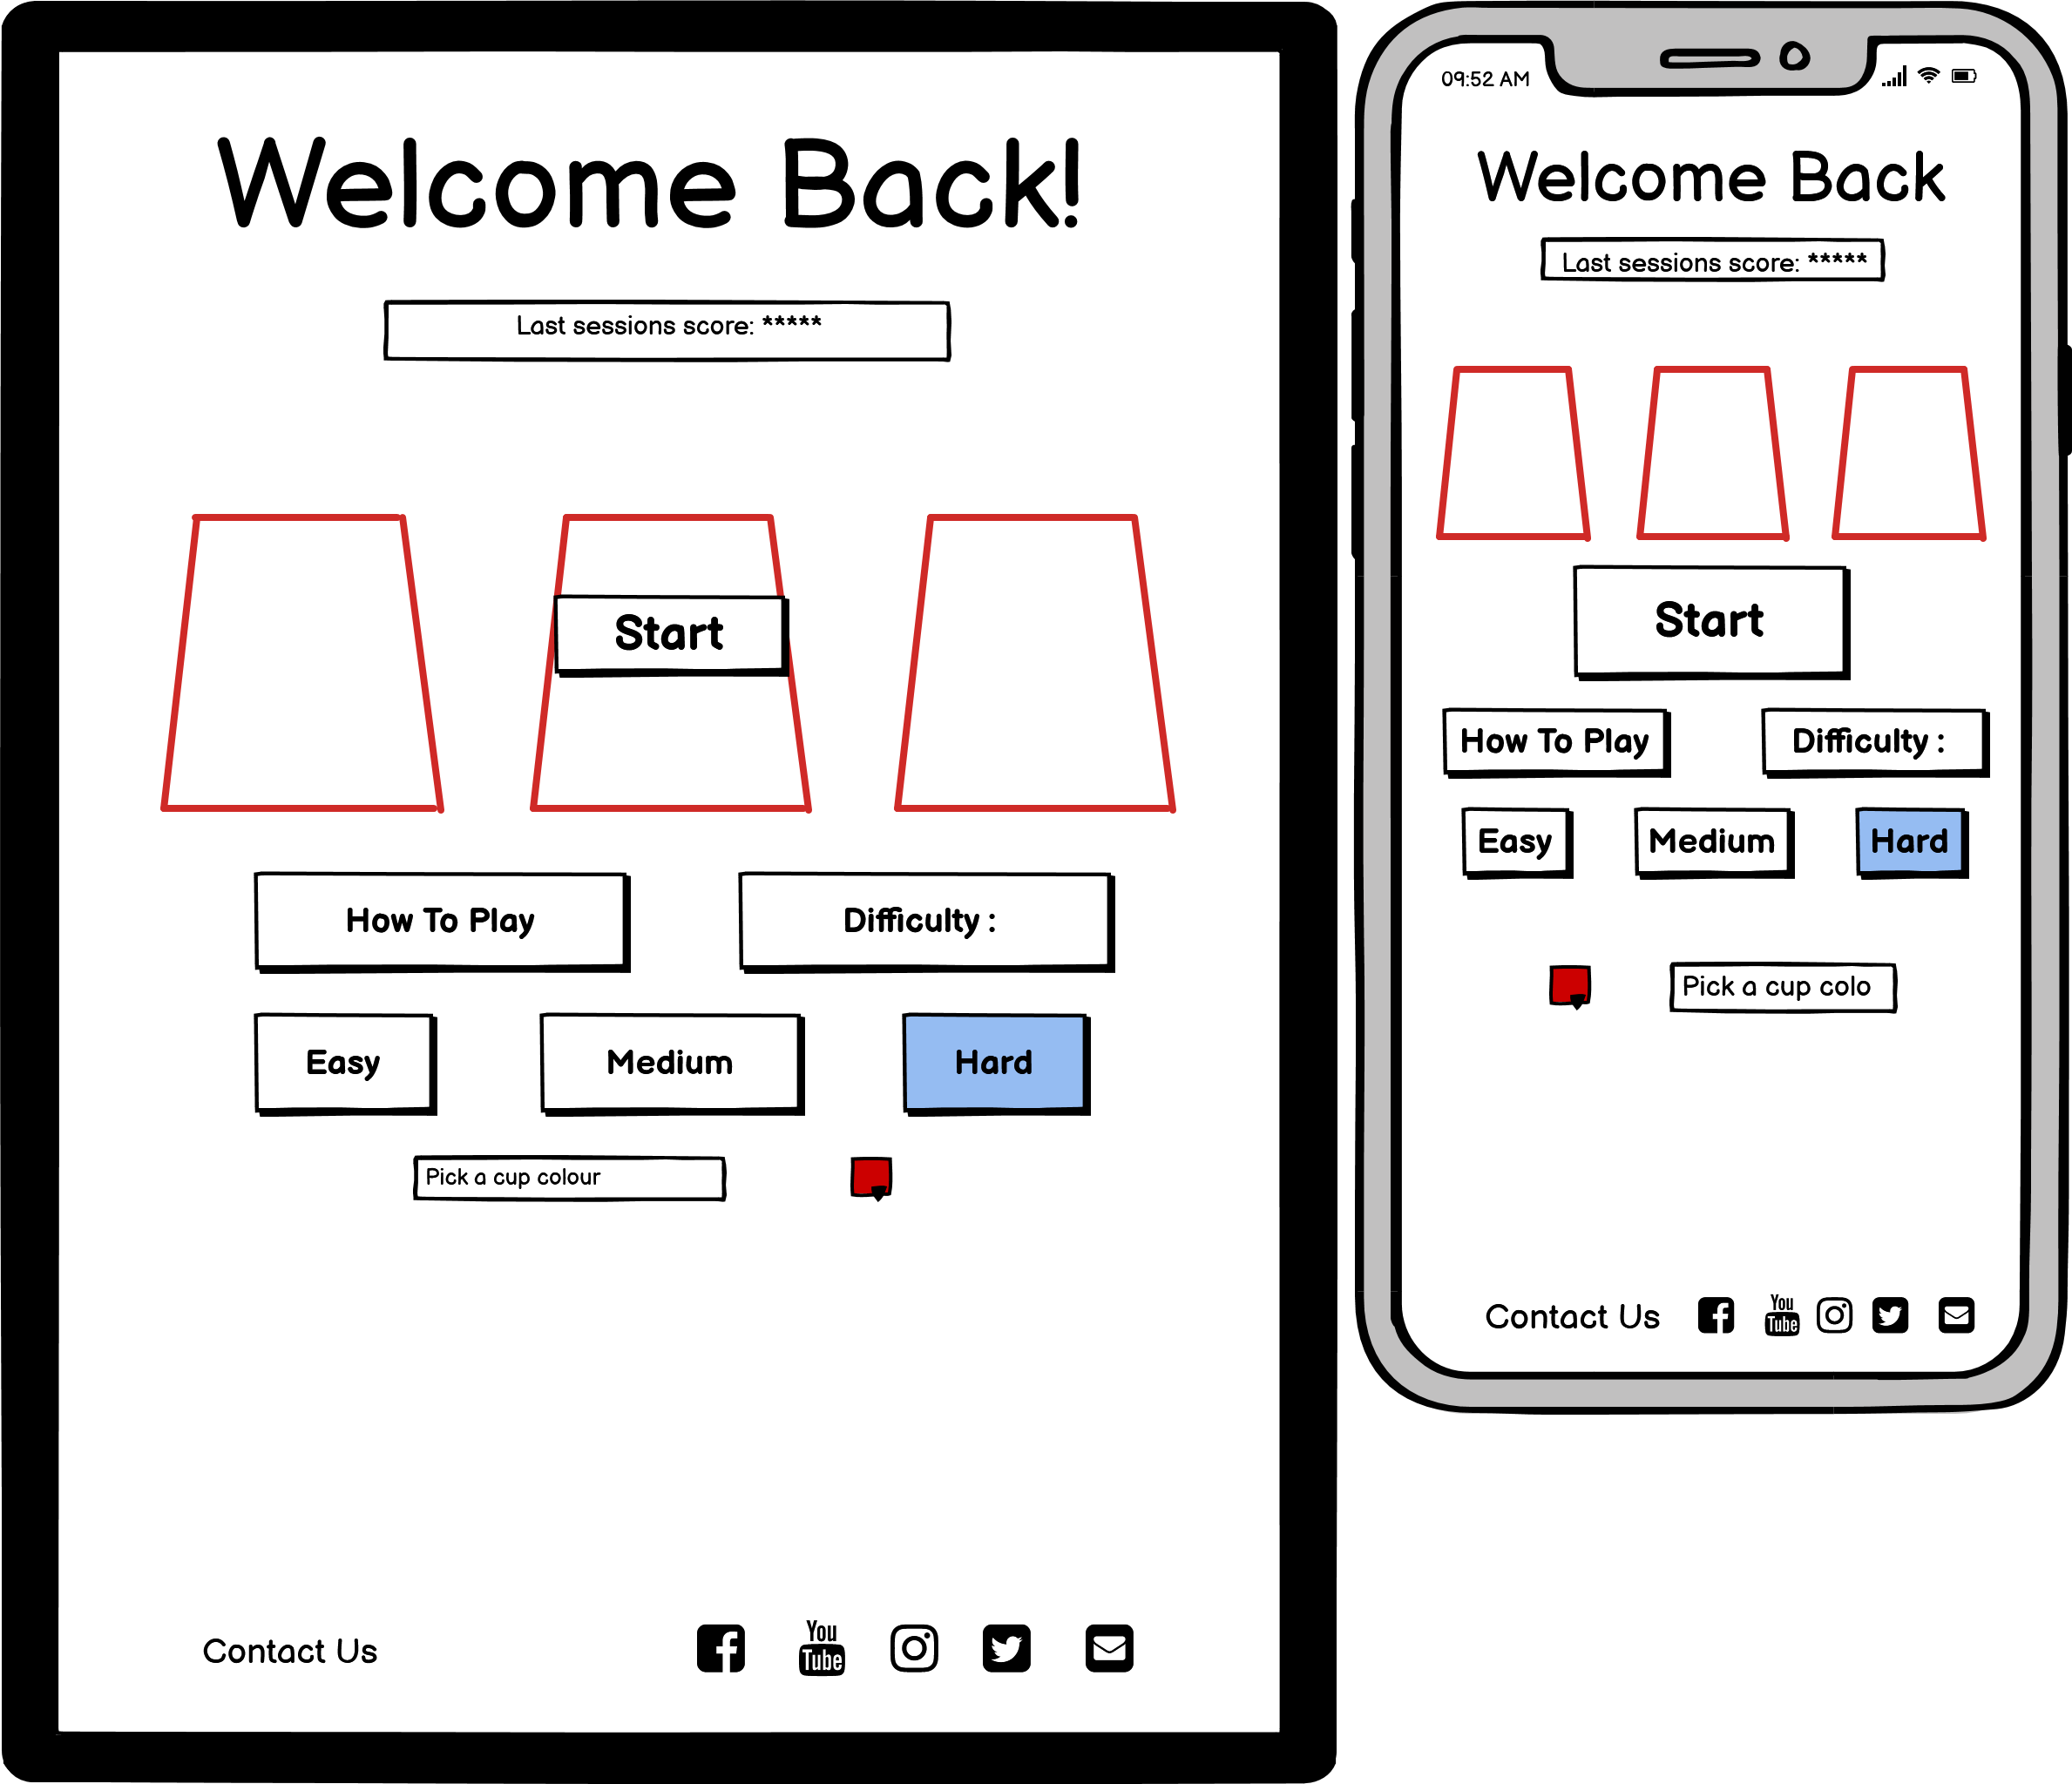 Welcome Back!
Last sessions score: *****
Start
How To Play
Difficulty :
Easy
Medium
Hard
Pick a cup colour
Contact Us
You
Tube
09:52 AM
Welcome Back
Last sessions score: *****
Start
How To Play
Difficulty :
Easy
Medium
Hard
Pick a cup colo
Contact Us
You
Tube